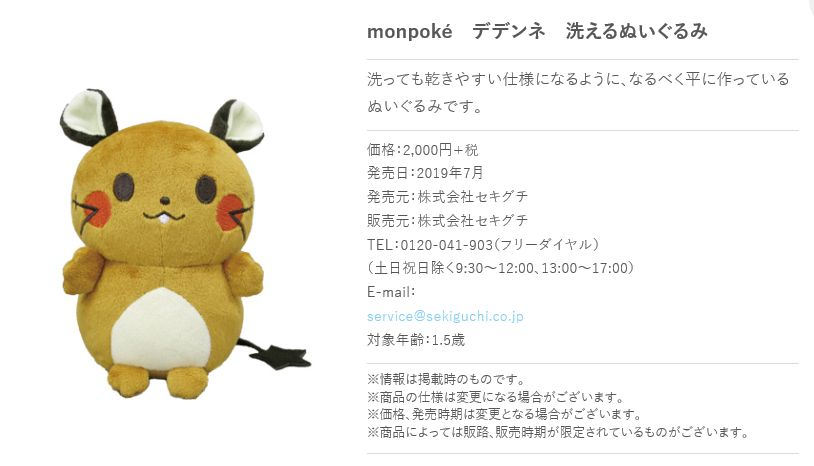 monpoké　デデンネ　洗えるぬいぐるみ
洗っても乾きやすい仕様になるように、なるべく平に作っている
ぬいぐるみです。
価格：2,000円+税
発売日：2019年7月
発売元：株式会社セキグチ
販売元：株式会社セキグチ
TEL：0120-041-903（フリーダイヤル）
（土日祝日除く9:30〜12:00、13:00〜17:00）
E-mail：
service@sekiguchi.co.jp
対象年齢：1.5歳
※情報は掲載時のものです。
※商品の仕様は変更になる場合がございます。
※価格、発売時期は変更となる場合がございます。
※商品によっては販路、販売時期が限定されているものがございます。